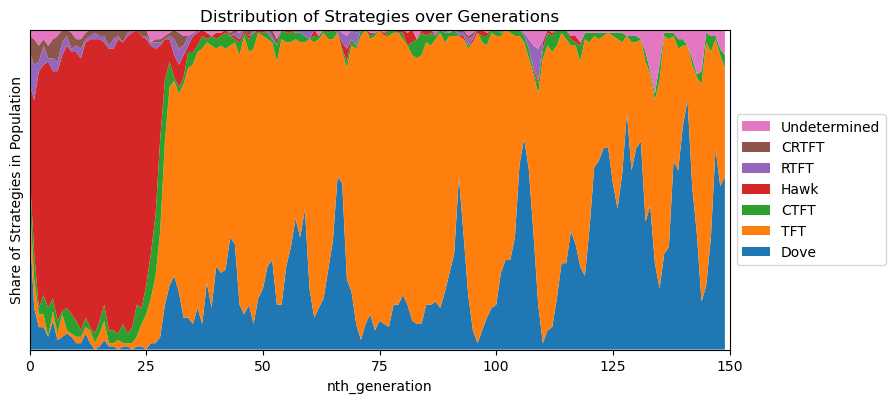 Distribution of Strategies over Generations
Share of Strategies in Population
Undetermined
CRTFT
RTFT
Hawk
CTFT
TFT
Dove
0 25 50 75 100 125 150
nth_generation